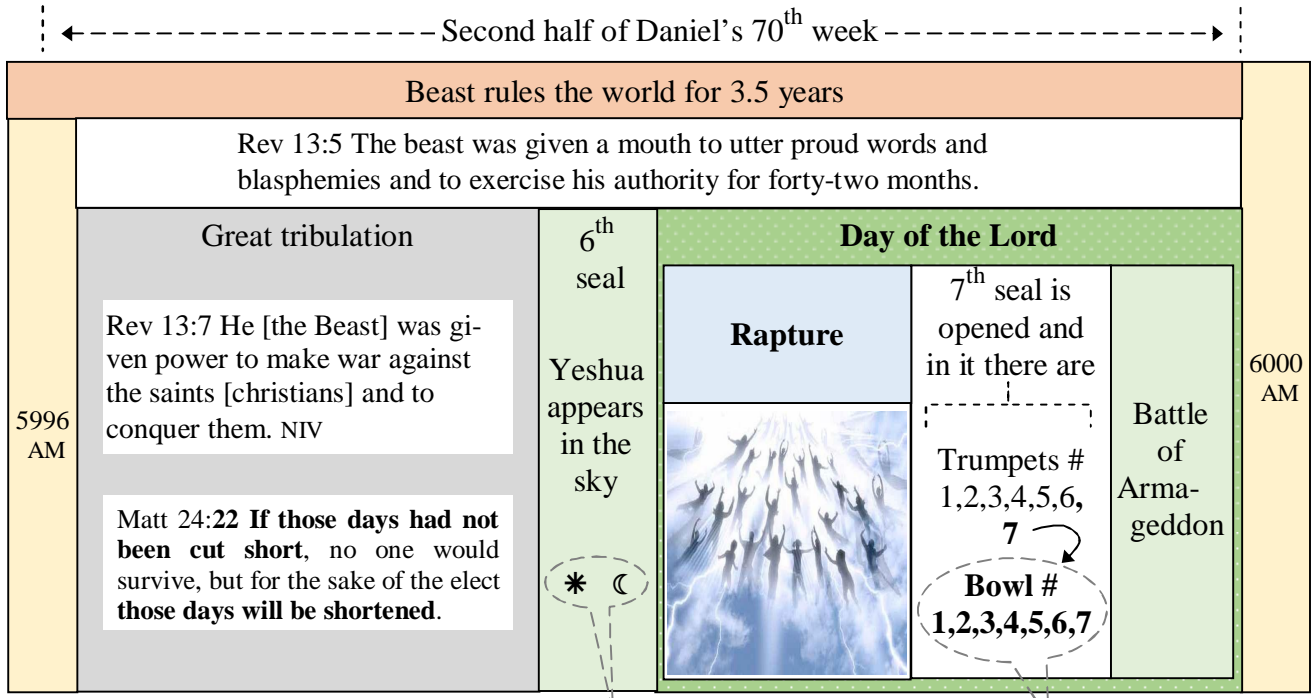 Second half of Daniel’s 70th week
Beast rules the world for 3.5 years
Rev 13:5 The beast was given a mouth to utter proud words and
blasphemies and to exercise his authority for forty-two months.
5996
AM
Great tribulation
Rev 13:7 He [the Beast] was gi-
ven power to make war against
the saints [christians] and to
conquer them. NIV
Matt 24:22 If those days had not
been cut short, no one would
survive, but for the sake of the elect
those days will be shortened.
6th
seal
Yeshua
appears
in the
sky
Day of the Lord
Rapture
7th seal is
opened and
in it there are
Trumpets #
1,2,3,4,5,6,
7
Bowl #
1,2,3,4,5,6,7
Battle
of
Arma-
geddon
6000
AM